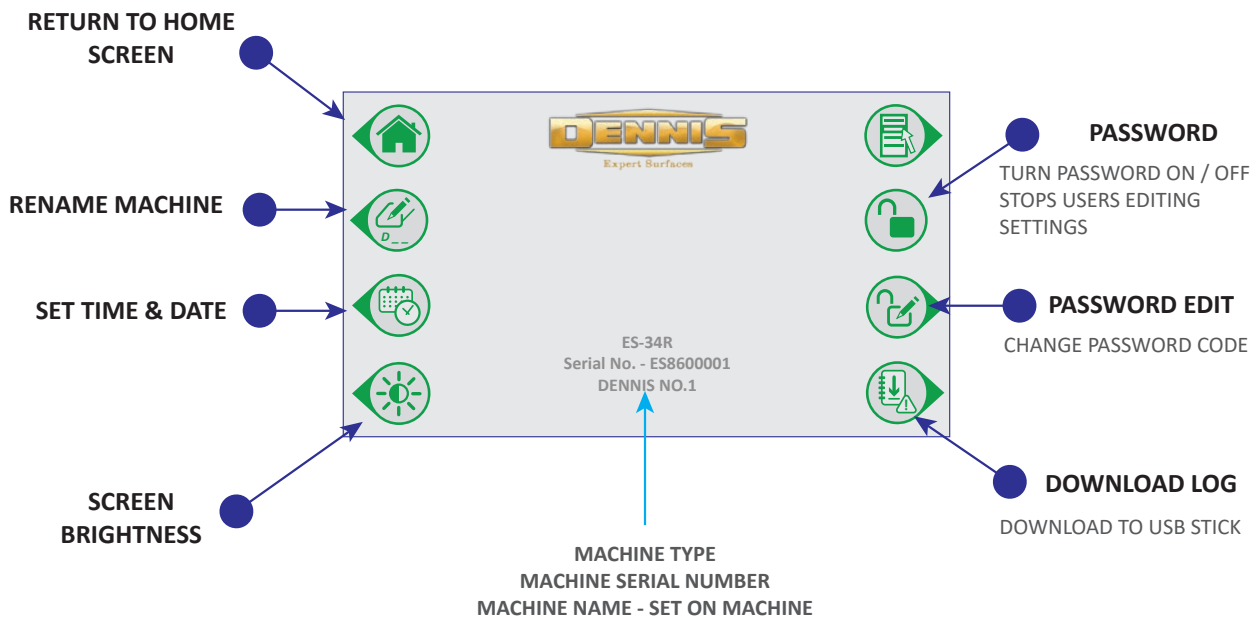 RETURN TO HOME
SCREEN
RENAME MACHINE
D _ _
SET TIME & DATE
SCREEN
BRIGHTNESS
DENNIS
Expert Surfaces
ES-34R
Serial No. - ES8600001
DENNIS NO.1
MACHINE TYPE
MACHINE SERIAL NUMBER
MACHINE NAME - SET ON MACHINE
PASSWORD
TURN PASSWORD ON / OFF
STOPS USERS EDITING
SETTINGS
PASSWORD EDIT
CHANGE PASSWORD CODE
DOWNLOAD LOG
DOWNLOAD TO USB STICK